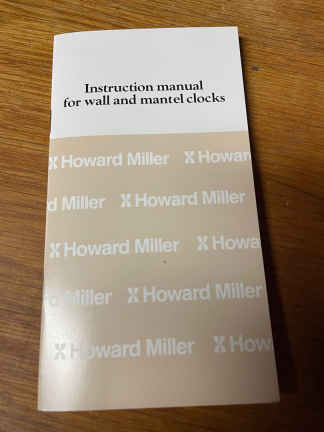 Instruction manual
for wall and mantel clocks
Howard Miller Howard
d Miller Howard Miller
Howard Miller Howa
d Miller Howard Miller
Howard Miller How